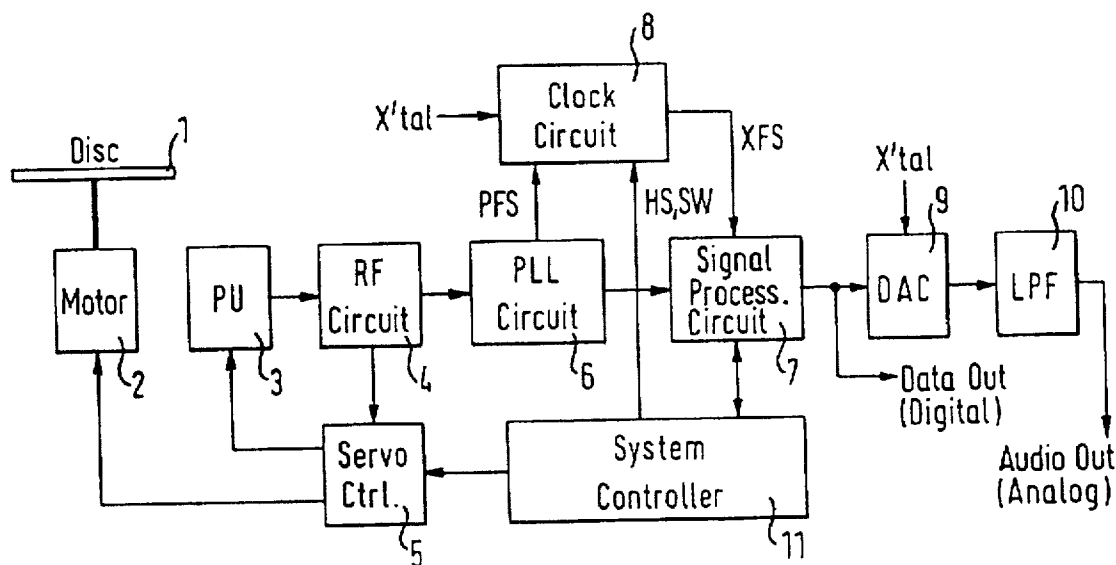 8
Clock
Circuit
X'tal
XFS
1
Disc
PFS
HS,SW
X'tal
9
10
Motor
2
PU
3
RF
Circuit
4
PLL
Circuit
6
Signal
Process.
Circuit
7
DAC
LPF
Data Out
(Digital)
Servo
Ctrl.
5
System
Controller
11
Audio Out
(Analog)